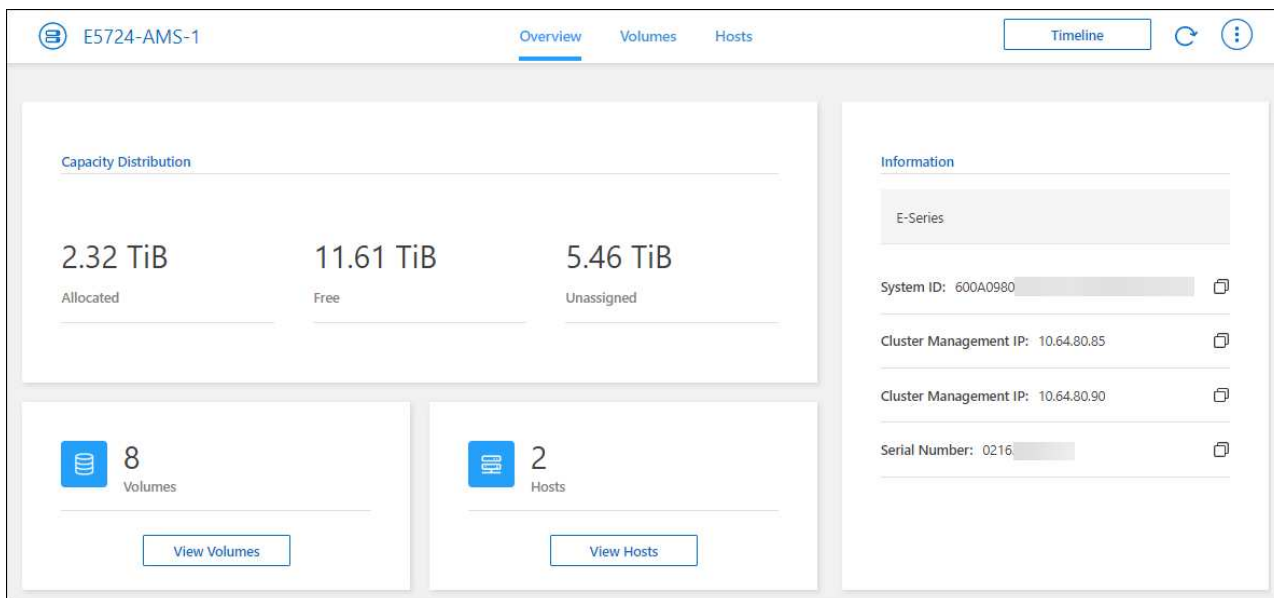 E5724-AMS-1 Overview Volumes Hosts Timeline
Capacity Distribution
2.32 TiB 11.61 TiB 5.46 TiB
Allocated Free Unassigned
8
Volumes
View Volumes
2
Hosts
View Hosts
Information
E-Series
System ID: 600A0980
Cluster Management IP: 10.64.80.85
Cluster Management IP: 10.64.80.90
Serial Number: 0216